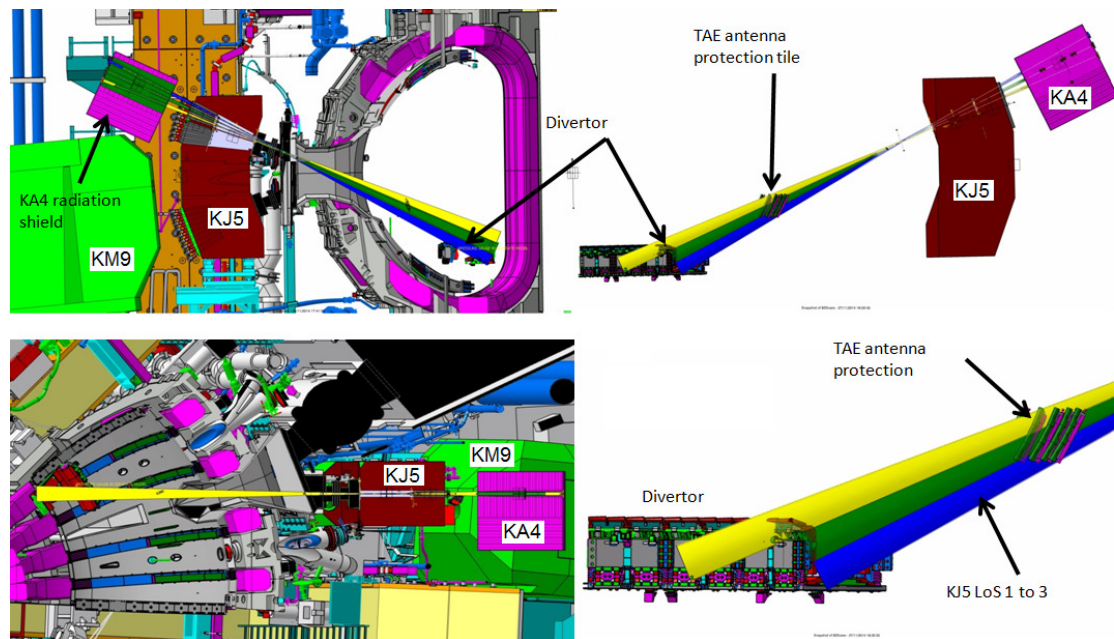 TAE antenna
protection tile
KA4
Divertor
KA4 radiation
shield
KJ5
KJ5
KM9
TAE antenna
protection
KM9
KJ5
KA4
Divertor
KJ5 LoS 1 to 3